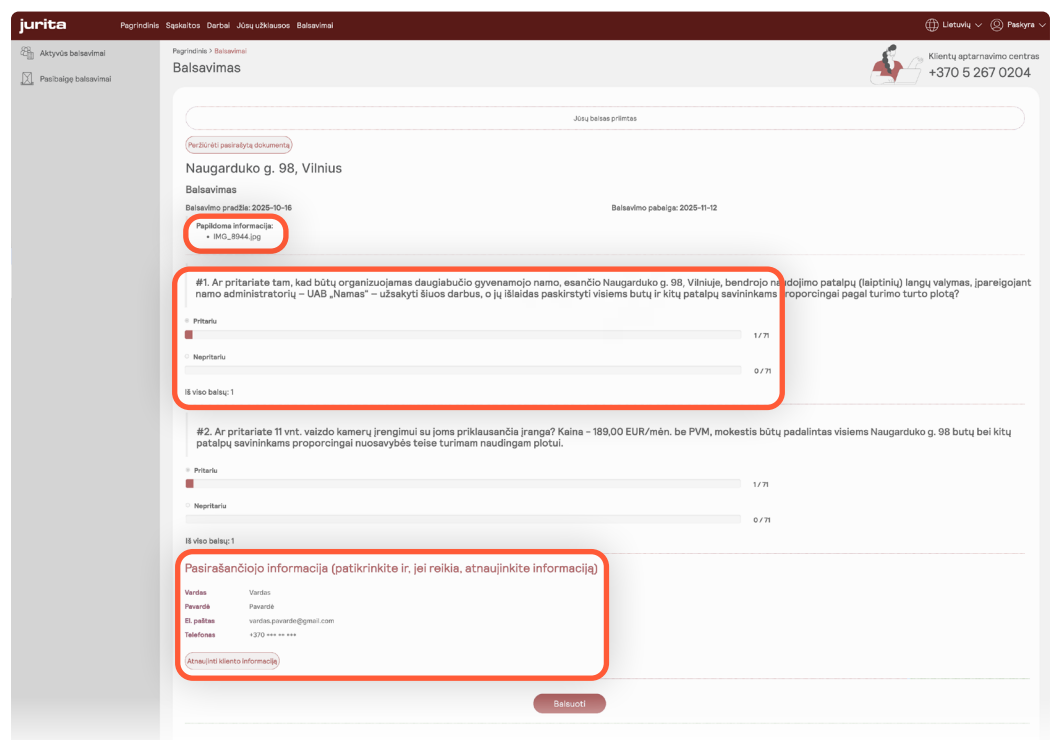 jurita
Pagrindinis Sąskaitos Darbai Jūsų užklausos Balsavimai
Lietuvių
Paskyra
Aktyvūs balsavimai
Pasibaigę balsavimai
Pagrindinis > Balsavimai
Balsavimas
Klientų aptarnavimo centras
+370 5 267 0204
Jūsų balsas priimtas
Peržiūrėti pasirašytą dokumentą
Naugarduko g. 98, Vilnius
Balsavimas
Balsavimo pradžia: 2025-10-16
Balsavimo pabaiga: 2025-11-12
Papildoma informacija:
• IMG_8944.jpg
#1. Ar pritariate tam, kad būtų organizuojamas daugiabučio gyvenamojo namo, esančio Naugarduko g. 98, Vilniuje, bendrojo naudojimo patalpų (laiptinių) langų valymas, įpareigojant
namo administratorių – UAB „Namas" – užsakyti šiuos darbus, o jų išlaidas paskirstyti visiems butų ir kitų patalpų savininkams proporcingai pagal turimo turto plotą?
Pritariu
1 / 71
Nepritariu
0 / 71
Iš viso balsų: 1
#2. Ar pritariate 11 vnt. vaizdo kamerų įrengimui su joms priklausančia įranga? Kaina - 189,00 EUR/mėn. be PVM, mokestis būtų padalintas visiems Naugarduko g. 98 butų bei kitų
patalpų savininkams proporcingai nuosavybės teise turimam naudingam plotui.
Pritariu
1 / 71
Nepritariu
0 / 71
Iš viso balsų: 1
Pasirašančiojo informacija (patikrinkite ir, jei reikia, atnaujinkite informaciją)
Vardas Vardas
Pavardė Pavardė
El. paštas vardas.pavarde@gmail.com
Telefonas +370 *** ** ***
Atnaujinti kliento informaciją
Balsuoti